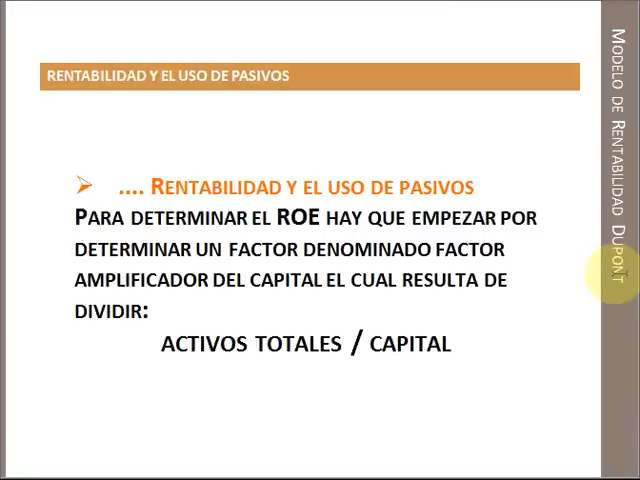 RENTABILIDAD Y EL USO DE PASIVOS
.... RENTABILIDAD Y EL USO DE PASIVOS
PARA DETERMINAR EL ROE HAY QUE EMPEZAR POR
DETERMINAR UN FACTOR DENOMINADO FACTOR
AMPLIFICADOR DEL CAPITAL EL CUAL RESULTA DE
DIVIDIR:
ACTIVOS TOTALES / CAPITAL
MODELO DE RENTABILIDAD DUPONT